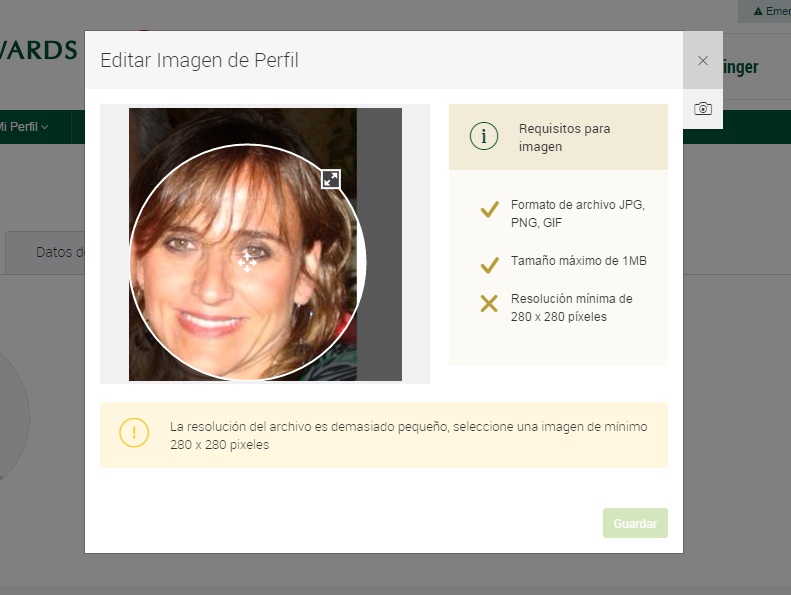 WARDS
Emer
inger
Mi Perfil
Datos d
Editar Imagen de Perfil
Requisitos para
imagen
Formato de archivo JPG,
PNG, GIF
Tamaño máximo de 1MB
Resolución mínima de
280 x 280 píxeles
La resolución del archivo es demasiado pequeño, seleccione una imagen de mínimo
280 x 280 pixeles
Guardar